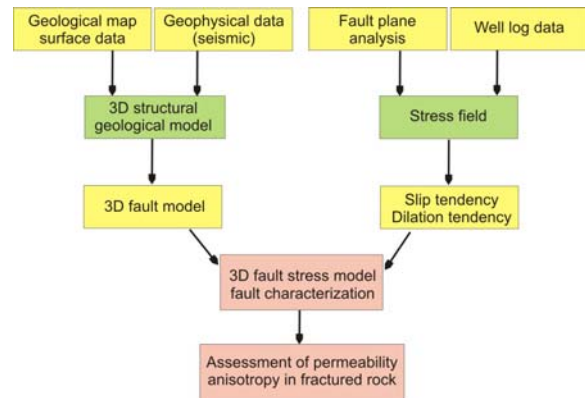 Geological map
surface data
Geophysical data
(seismic)
Fault plane
analysis
Well log data
3D structural
geological model
Stress field
3D fault model
Slip tendency
Dilation tendency
3D fault stress model
fault characterization
Assessment of permeability
anisotropy in fractured rock